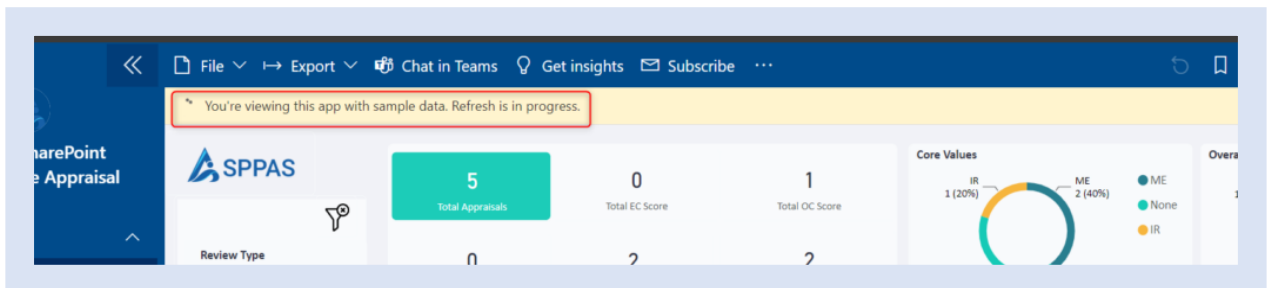 File Export Chat in Teams Get insights Subscribe ...
You're viewing this app with sample data. Refresh is in progress.
harePoint
e Appraisal
SPPAS
5
Total Appraisals
0
Total EC Score
1
Total OC Score
Core Values
IR
1 (20%)
ME
2 (40%)
ME
None
IR
Overa
Review Type
0
2
2